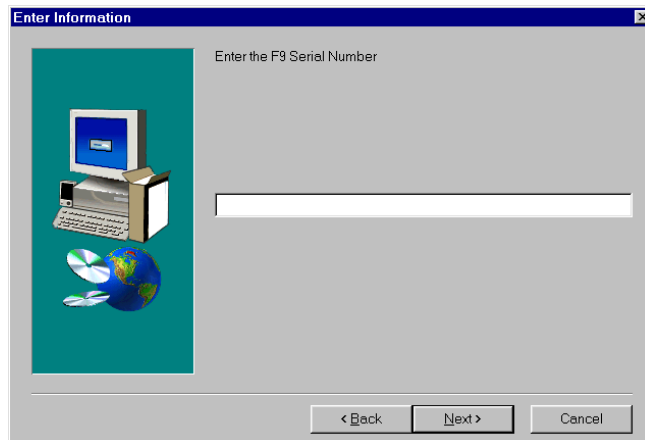 Enter Information
Enter the F9 Serial Number
< Back
Next >
Cancel